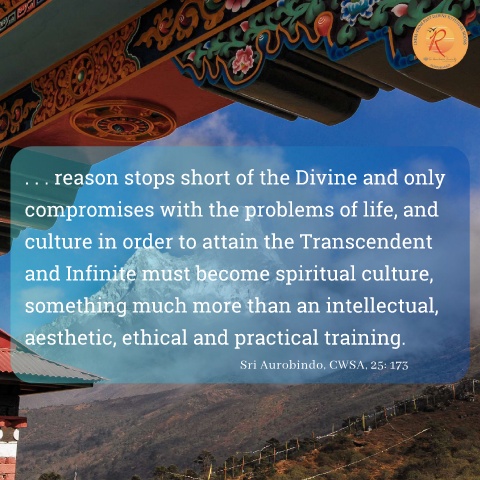 . . . reason stops short of the Divine and only
compromises with the problems of life, and
culture in order to attain the Transcendent
and Infinite must become spiritual culture,
something much more than an intellectual,
aesthetic, ethical and practical training.
Sri Aurobindo, CWSA, 25: 173
R